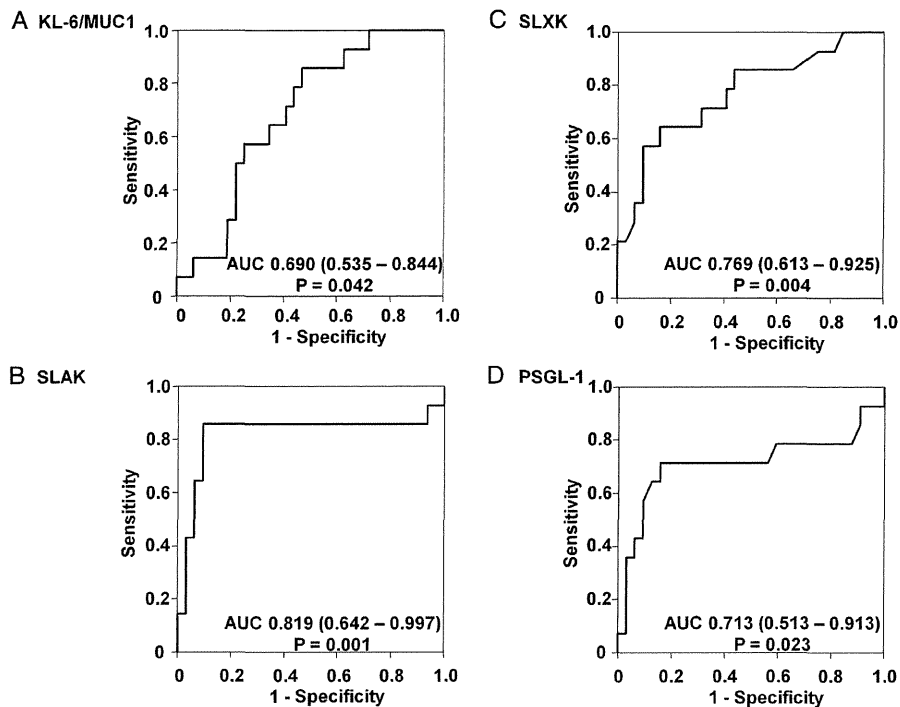 A KL-6/MUC1
1.0
0.8
0.6
0.4
0.2
0
Sensitivity
AUC 0.690 (0.535 – 0.844)
P = 0.042
0 0.2 0.4 0.6 0.8 1.0
1 - Specificity
B SLAK
1.0
0.8
0.6
0.4
0.2
0
Sensitivity
AUC 0.819 (0.642 – 0.997)
P = 0.001
0 0.2 0.4 0.6 0.8 1.0
1 - Specificity
C SLXK
1.0
0.8
0.6
0.4
0.2
0
Sensitivity
AUC 0.769 (0.613 – 0.925)
P = 0.004
0 0.2 0.4 0.6 0.8 1.0
1 - Specificity
D PSGL-1
1.0
0.8
0.6
0.4
0.2
0
Sensitivity
AUC 0.713 (0.513 – 0.913)
P = 0.023
0 0.2 0.4 0.6 0.8 1.0
1 - Specificity